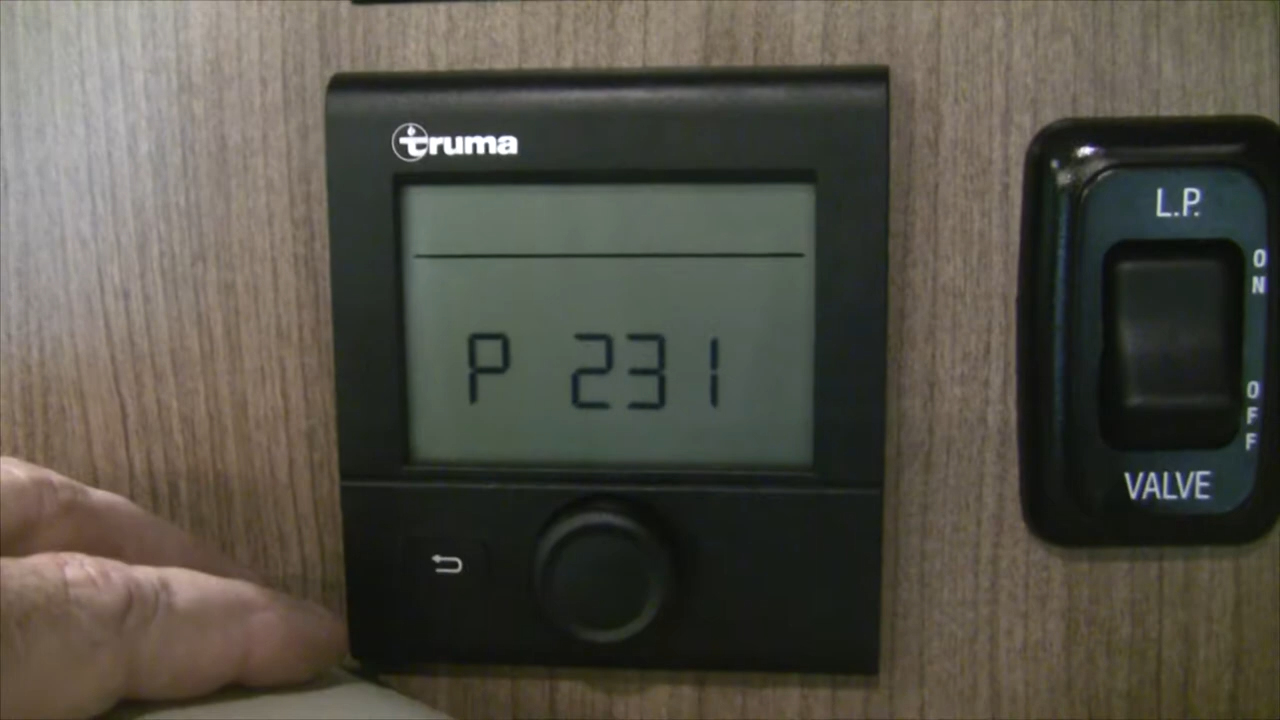 truma
P 231
L.P.
ON
OFF
VALVE